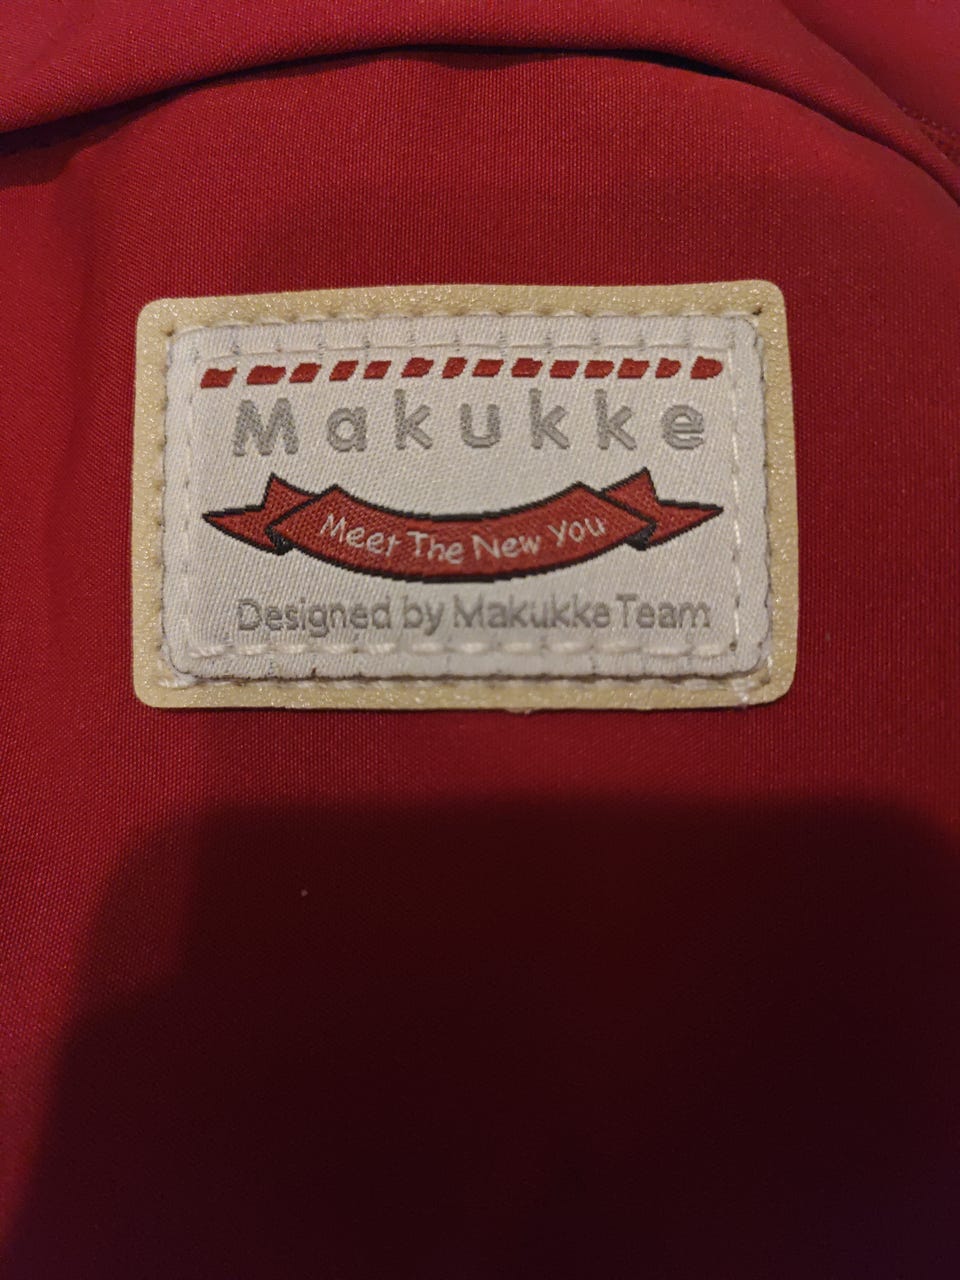 Makukke
Meet The New You
Designed by Makukke Team